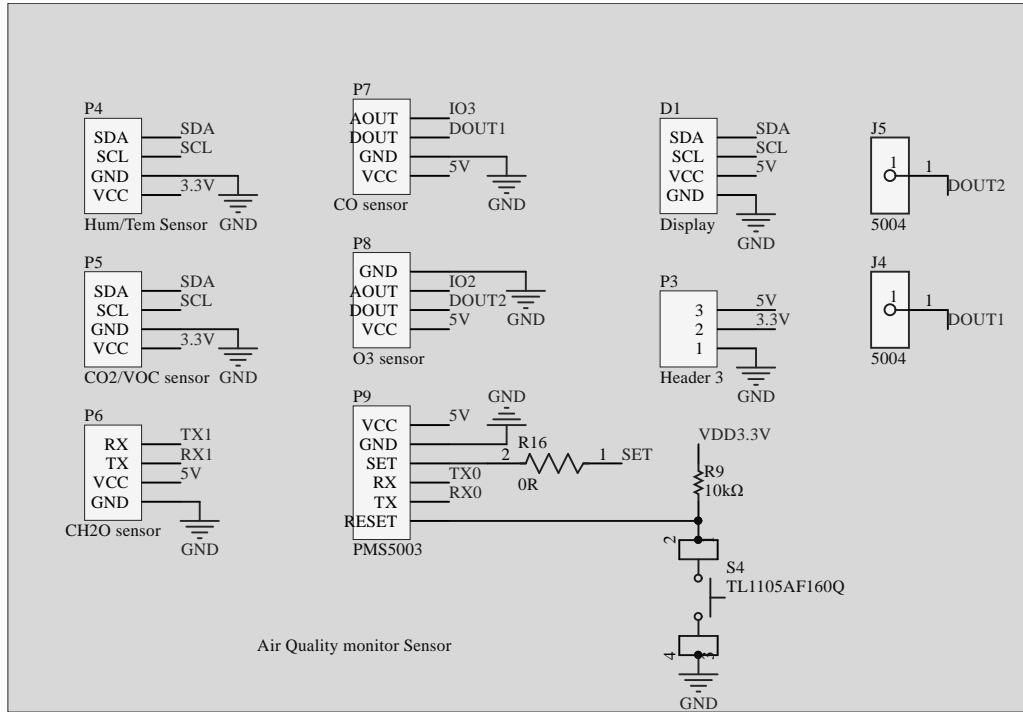 P4
SDA SDA
SCL SCL
GND
VCC 3.3V
Hum/Tem Sensor GND
P7
AOUT IO3
DOUT DOUT1
GND
VCC 5V
CO sensor GND
D1
SDA SDA
SCL SCL
VCC 5V
GND
Display GND
J5
1 1 DOUT2
5004
P5
SDA SDA
SCL SCL
GND
VCC 3.3V
CO2/VOC sensor GND
P8
GND
AOUT IO2
DOUT DOUT2
VCC 5V
O3 sensor GND
P3
3 5V
2 3.3V
1
Header 3 GND
J4
1 1 DOUT1
5004
P6
RX TX1
TX RX1
VCC 5V
GND
CH2O sensor GND
P9
VCC 5V
GND GND
SET 2 R16 1 SET
0R
RX TX0
TX RX0
RESET
PMS5003
VDD3.3V
R9
10kΩ
2
S4
TL1105AF160Q
4 3
GND
Air Quality monitor Sensor